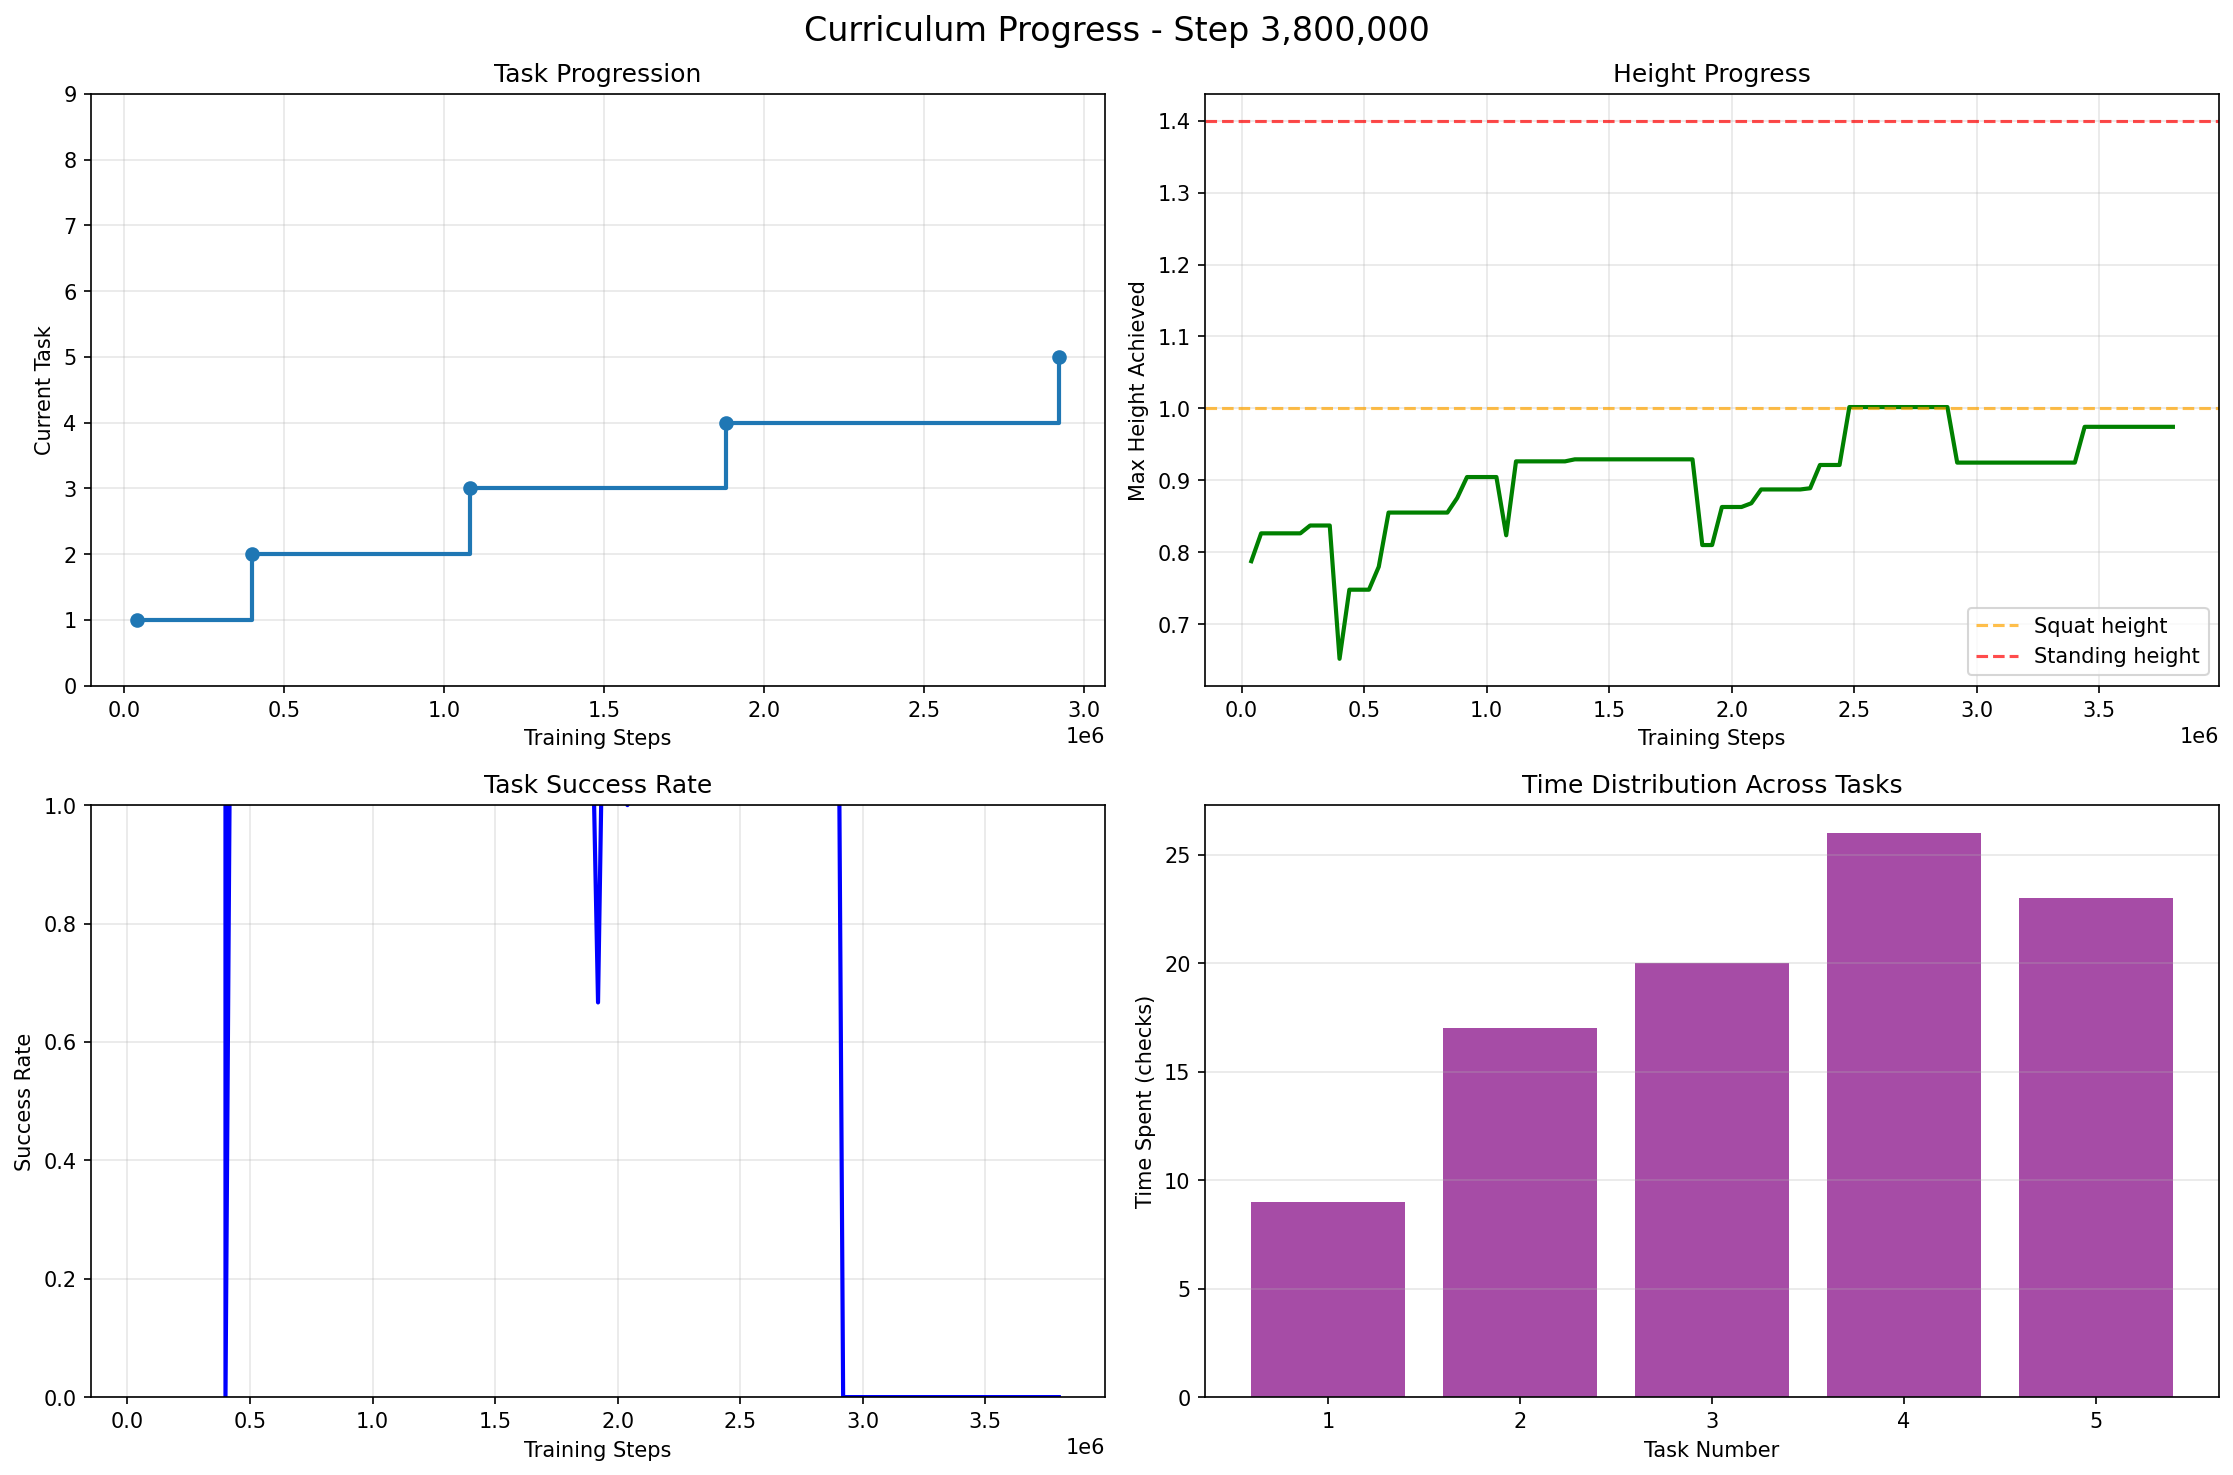 Curriculum Progress - Step 3,800,000
Task Progression
9
8
7
6
5
4
3
2
1
0
Current Task
0.0 0.5 1.0 1.5 2.0 2.5 3.0
1e6
Training Steps
Height Progress
1.4
1.3
1.2
1.1
1.0
0.9
0.8
0.7
Max Height Achieved
Squat height
Standing height
0.0 0.5 1.0 1.5 2.0 2.5 3.0 3.5
1e6
Training Steps
Task Success Rate
1.0
0.8
0.6
0.4
0.2
0.0
Success Rate
0.0 0.5 1.0 1.5 2.0 2.5 3.0 3.5
1e6
Training Steps
Time Distribution Across Tasks
25
20
15
10
5
0
Time Spent (checks)
1 2 3 4 5
Task Number